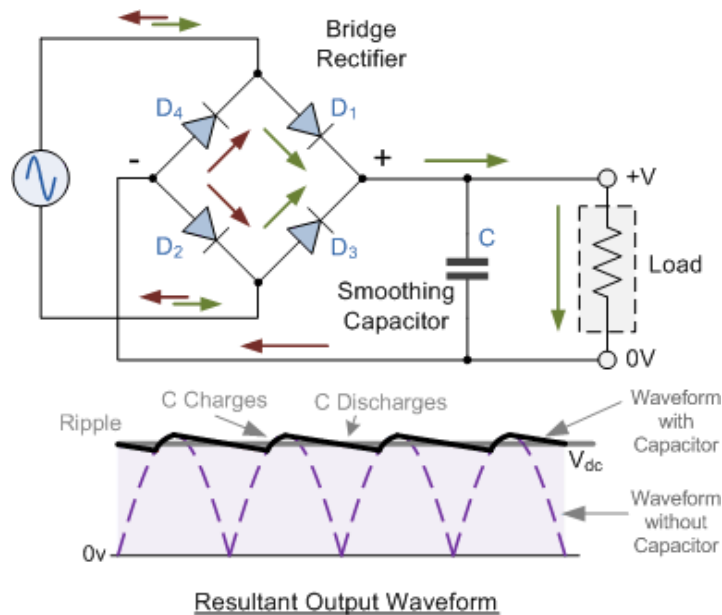 Bridge
Rectifier
D4
D1
-
+
+V
D2
D3
C
Load
Smoothing
Capacitor
0V
C Charges
C Discharges
Waveform
with
Capacitor
Ripple
Vdc
Waveform
without
Capacitor
0v
Resultant Output Waveform